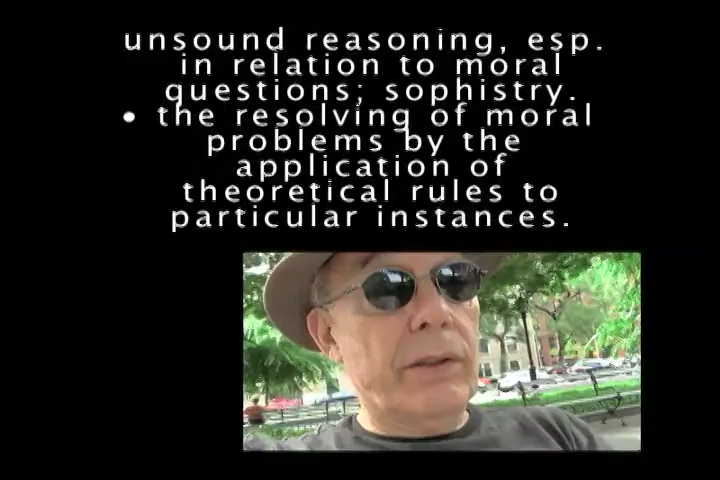 unsound reasoning, esp.
in relation to moral
questions; sophistry.
• the resolving of moral
problems by the
application of
theoretical rules to
particular instances.